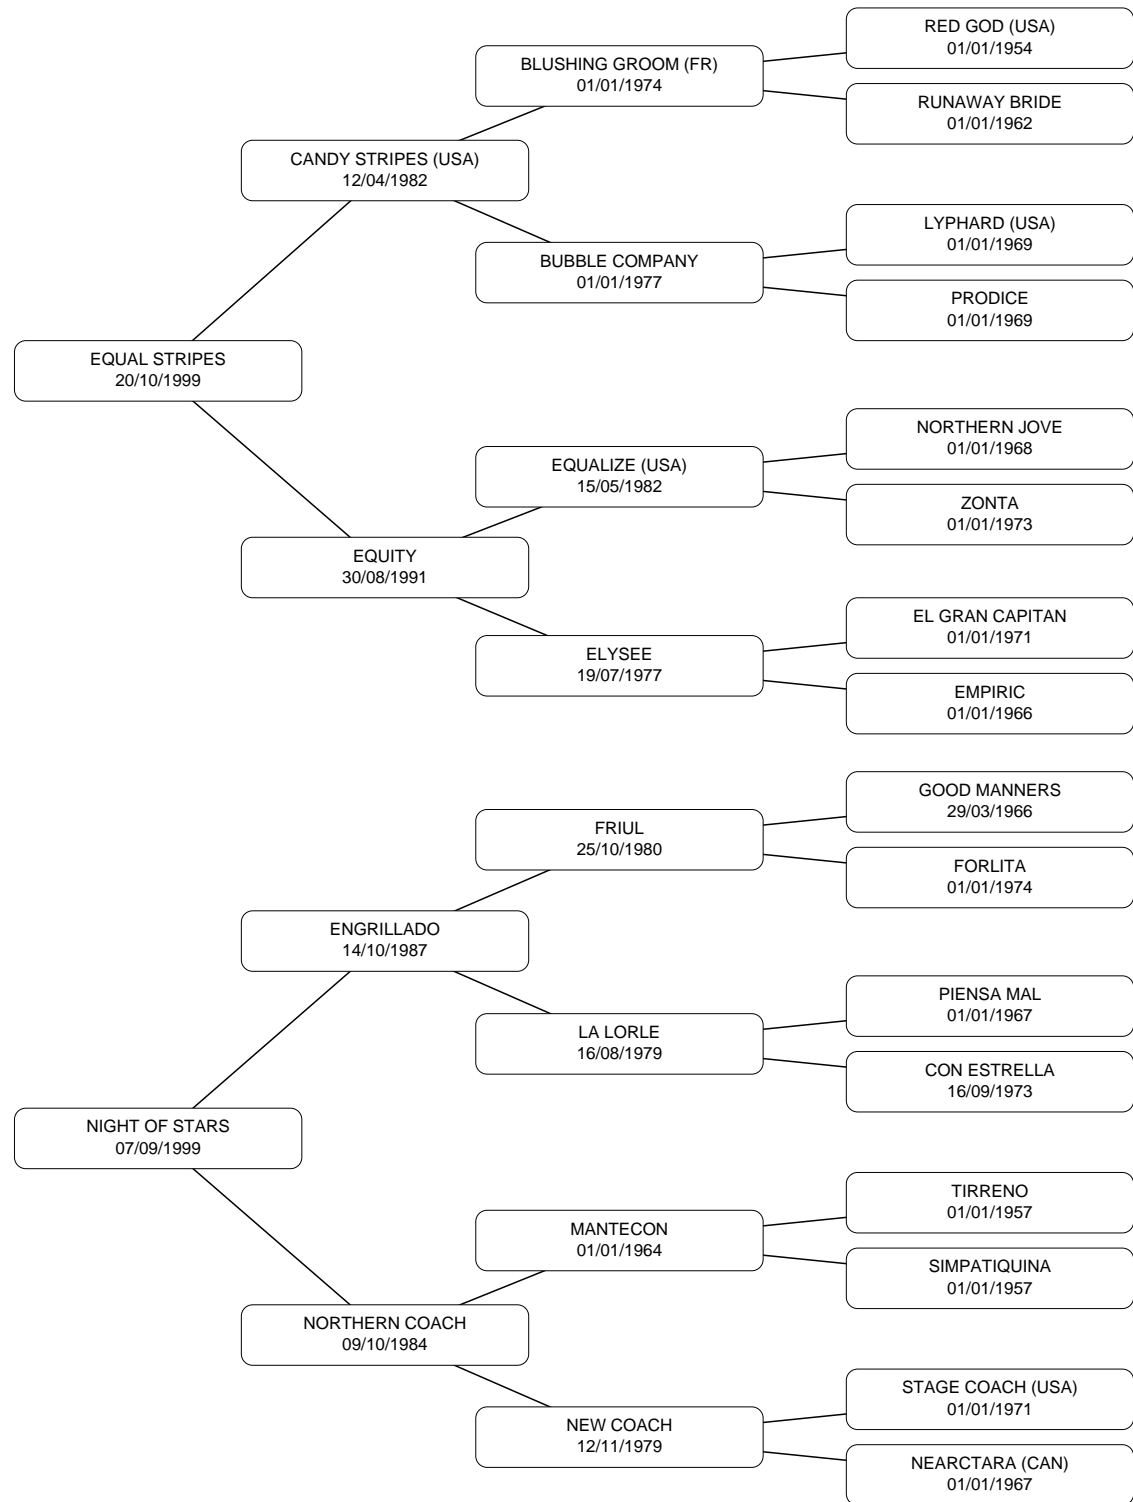 RED GOD (USA)
01/01/1954
BLUSHING GROOM (FR)
01/01/1974
RUNAWAY BRIDE
01/01/1962
CANDY STRIPES (USA)
12/04/1982
LYPHARD (USA)
01/01/1969
BUBBLE COMPANY
01/01/1977
PRODICE
01/01/1969
EQUAL STRIPES
20/10/1999
NORTHERN JOVE
01/01/1968
EQUALIZE (USA)
15/05/1982
ZONTA
01/01/1973
EQUITY
30/08/1991
EL GRAN CAPITAN
01/01/1971
ELYSEE
19/07/1977
EMPIRIC
01/01/1966
GOOD MANNERS
29/03/1966
FRIUL
25/10/1980
FORLITA
01/01/1974
ENGRILLADO
14/10/1987
PIENSA MAL
01/01/1967
LA LORLE
16/08/1979
CON ESTRELLA
16/09/1973
NIGHT OF STARS
07/09/1999
TIRRENO
01/01/1957
MANTECON
01/01/1964
SIMPATIQUINA
01/01/1957
NORTHERN COACH
09/10/1984
STAGE COACH (USA)
01/01/1971
NEW COACH
12/11/1979
NEARCTARA (CAN)
01/01/1967